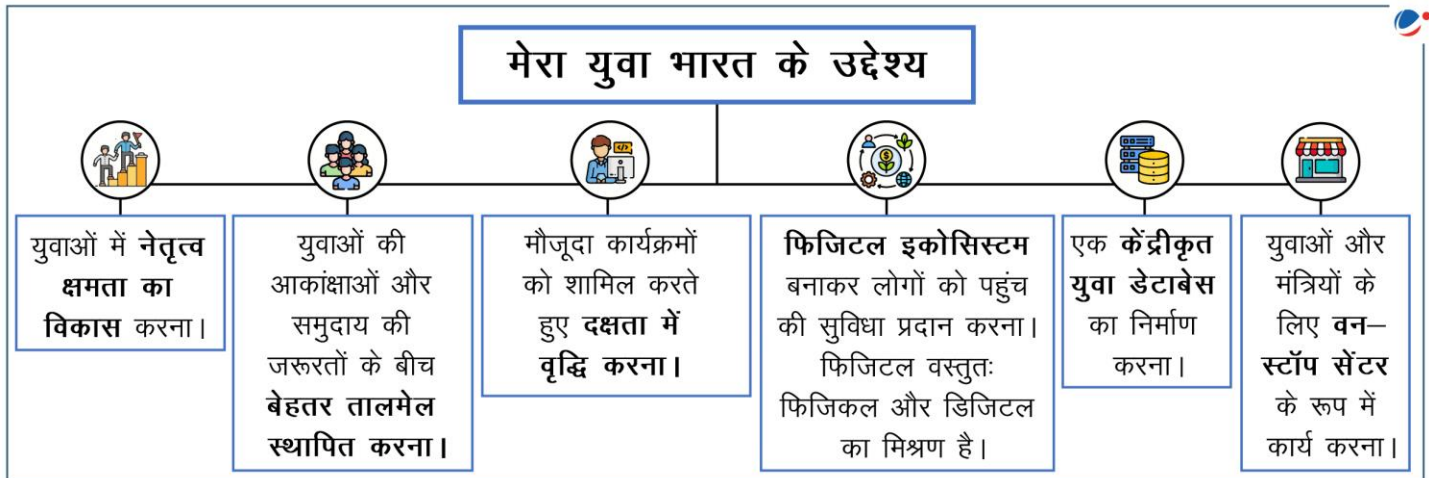 मेरा युवा भारत के उद्देश्य
युवाओं में नेतृत्व
क्षमता का
विकास करना।
युवाओं की
आकांक्षाओं और
समुदाय की
जरूरतों के बीच
बेहतर तालमेल
स्थापित करना।
मौजूदा कार्यक्रमों
को शामिल करते
हुए दक्षता में
वृद्धि करना।
फिजिटल इकोसिस्टम
बनाकर लोगों को पहुंच
की सुविधा प्रदान करना।
फिजिटल वस्तुतः
फिजिकल और डिजिटल
का मिश्रण है।
एक केंद्रीकृत
युवा डेटाबेस
का निर्माण
करना।
युवाओं और
मंत्रियों के
लिए वन–
स्टॉप सेंटर
के रूप में
कार्य करना।